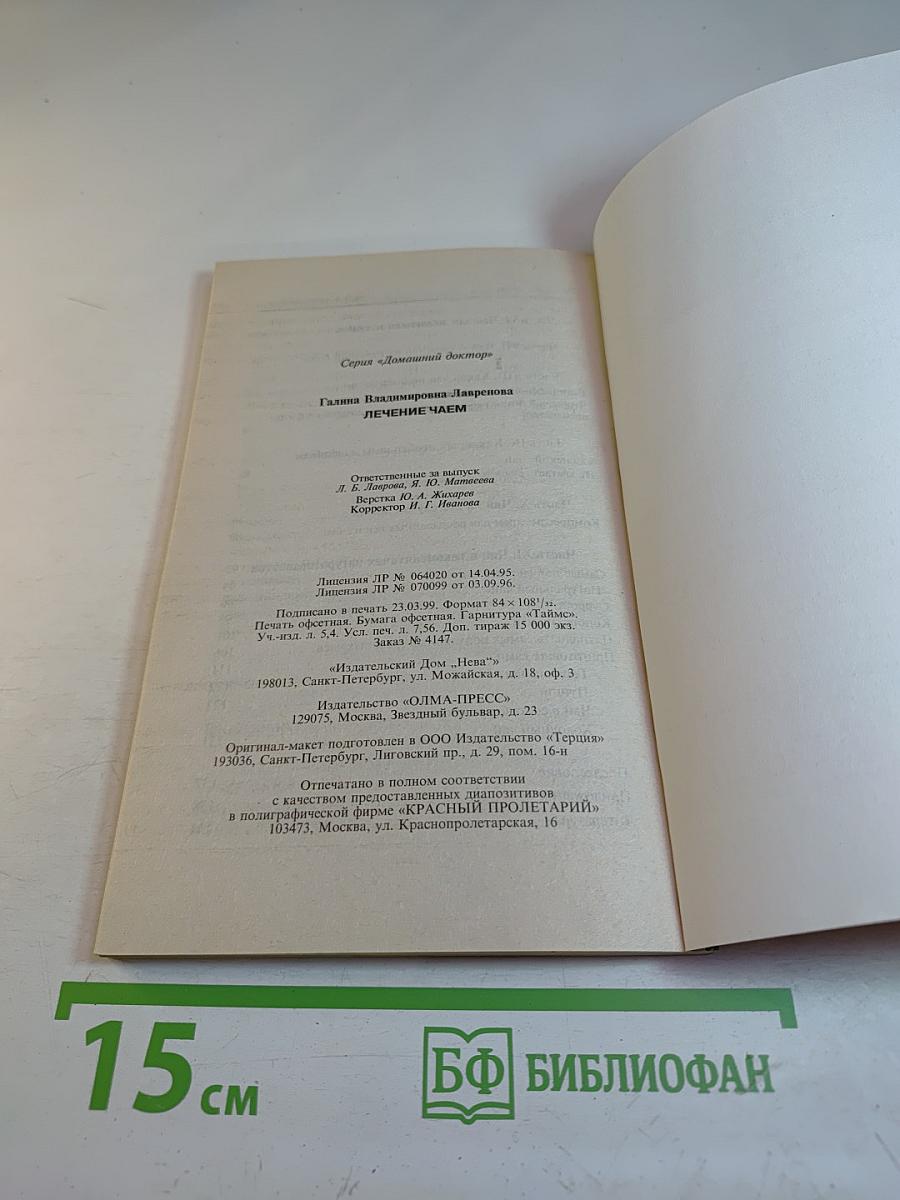 Серия «Домашний доктор»
Галина Владимировна Лавренова
ЛЕЧЕНИЕ ЧАЕМ
Ответственные за выпуск
Л. Б. Лаврова, Я. Ю. Матвеева
Верстка Ю. А. Жихарев
Корректор И. Г. Иванова
Лицензия ЛР № 064020 от 14.04.95.
Лицензия ЛР № 070099 от 03.09.96.
Подписано в печать 23.03.99. Формат 84 × 108¹/₃₂.
Печать офсетная. Бумага офсетная. Гарнитура «Таймс».
Уч.-изд. л. 5,4. Усл. печ. л. 7,56. Доп. тираж 15 000 экз.
Заказ № 4147.
«Издательский Дом „Нева“»
198013, Санкт-Петербург, ул. Можайская, д. 18, оф. 3
Издательство «ОЛМА-ПРЕСС»
129075, Москва, Звездный бульвар, д. 23
Оригинал-макет подготовлен в ООО Издательство «Терция»
193036, Санкт-Петербург, Лиговский пр., д. 29, пом. 16-н
Отпечатано в полном соответствии
с качеством предоставленных диапозитивов
в полиграфической фирме «КРАСНЫЙ ПРОЛЕТАРИЙ»
103473, Москва, ул. Краснопролетарская, 16
15 см
БФ БИБЛИОФАН